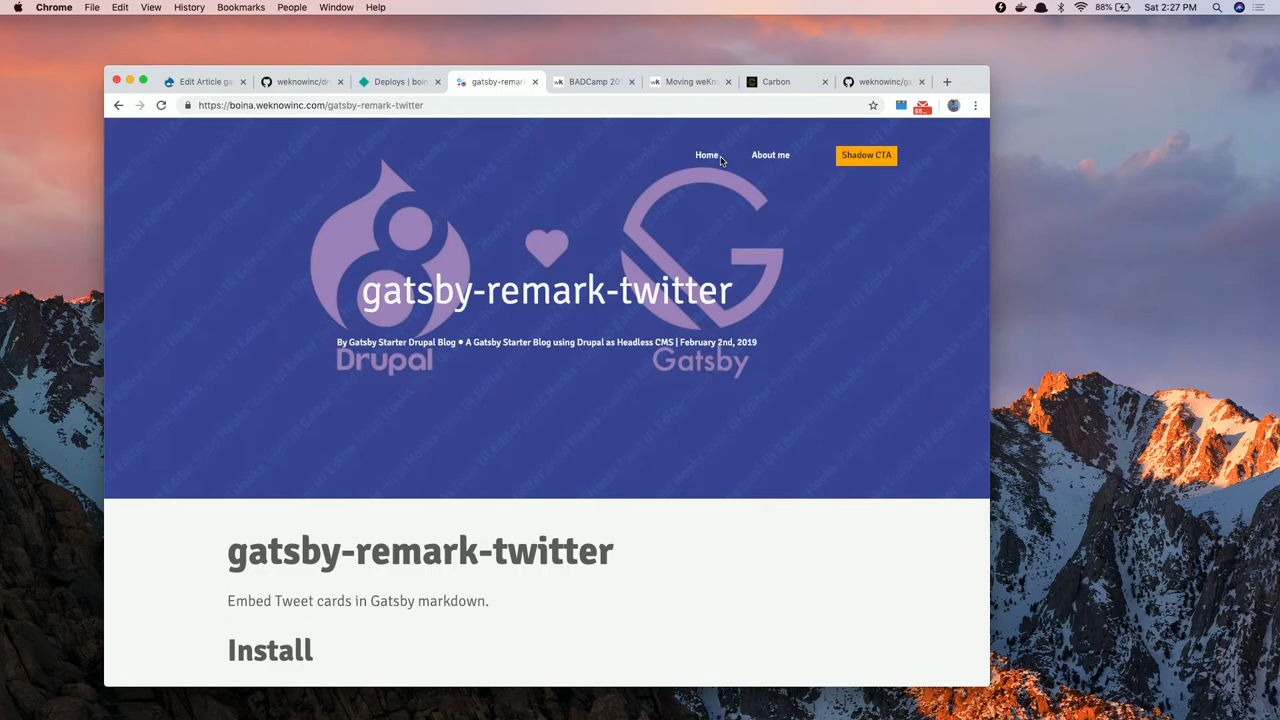 Chrome File Edit View History Bookmarks People Window Help 88% Sat 2:27 PM
Edit Article ga weknowinc/dr Deploys | boin gatsby-remar BADCamp 201 Moving weKn Carbon weknowinc/ga
https://boina.weknowinc.com/gatsby-remark-twitter
Home About me Shadow CTA
gatsby-remark-twitter
By Gatsby Starter Drupal Blog ● A Gatsby Starter Blog using Drupal as Headless CMS | February 2nd, 2019
Drupal Gatsby
gatsby-remark-twitter
Embed Tweet cards in Gatsby markdown.
Install